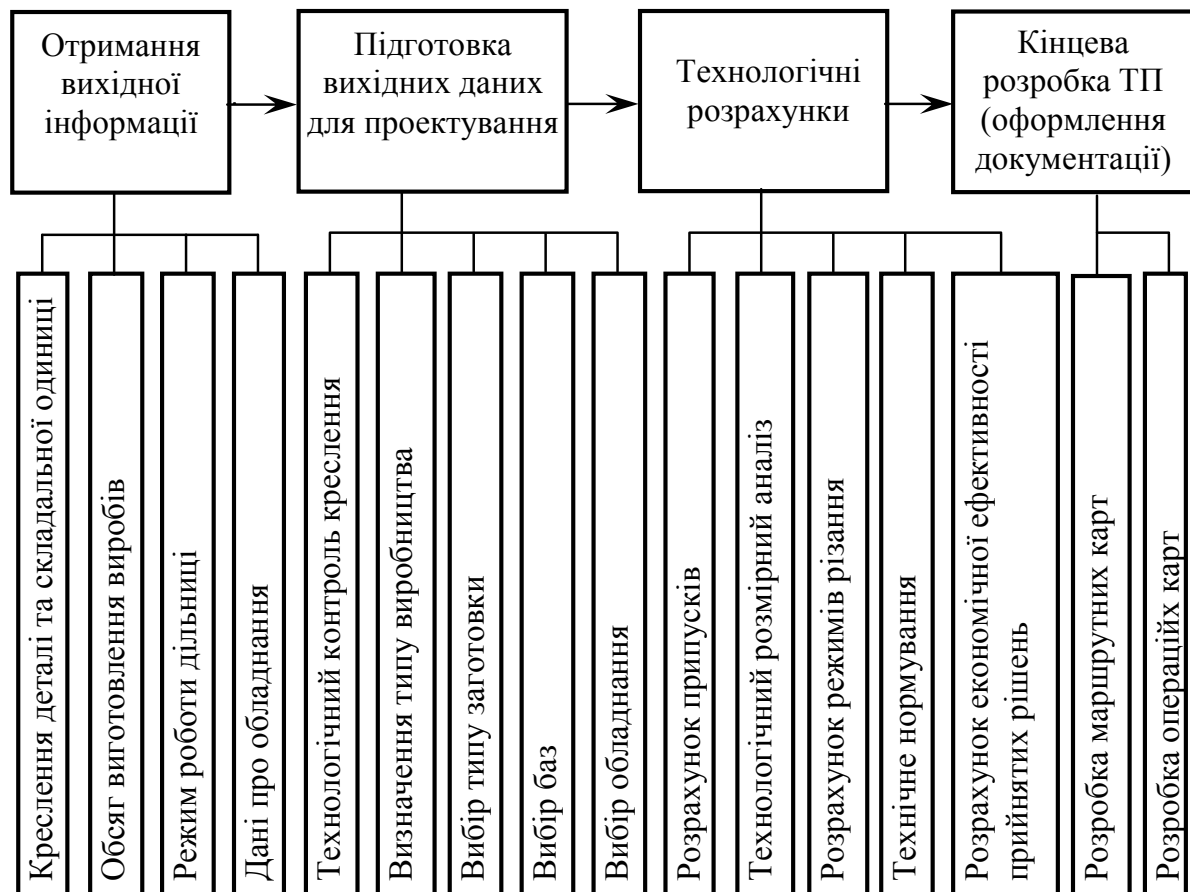 Отримання
вихідної
інформації
Підготовка
вихідних даних
для проектування
Технологічні
розрахунки
Кінцева
розробка ТП
(оформлення
документації)
Креслення деталі та складальної одиниці
Обсяг виготовлення виробів
Режим роботи дільниці
Дані про обладнання
Технологічний контроль креслення
Визначення типу виробництва
Вибір типу заготовки
Вибір баз
Вибір обладнання
Розрахунок припусків
Технологічний розмірний аналіз
Розрахунок режимів різання
Технічне нормування
Розрахунок економічної ефективності
прийнятих рішень
Розробка маршрутних карт
Розробка операційх карт